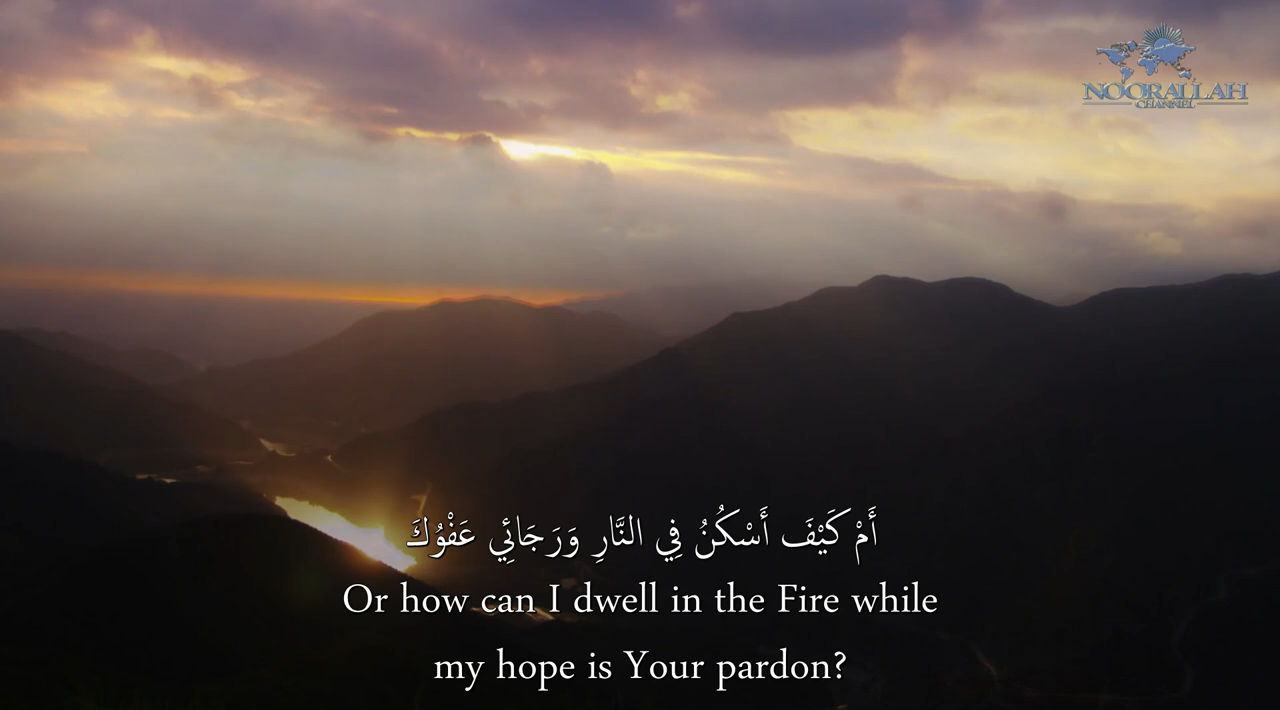 NOORALLAH
CHANNEL
أَمْ كَيْفَ أَسْكُنُ فِي النَّارِ وَرَجَائِي عَفْوُكَ
Or how can I dwell in the Fire while
my hope is Your pardon?